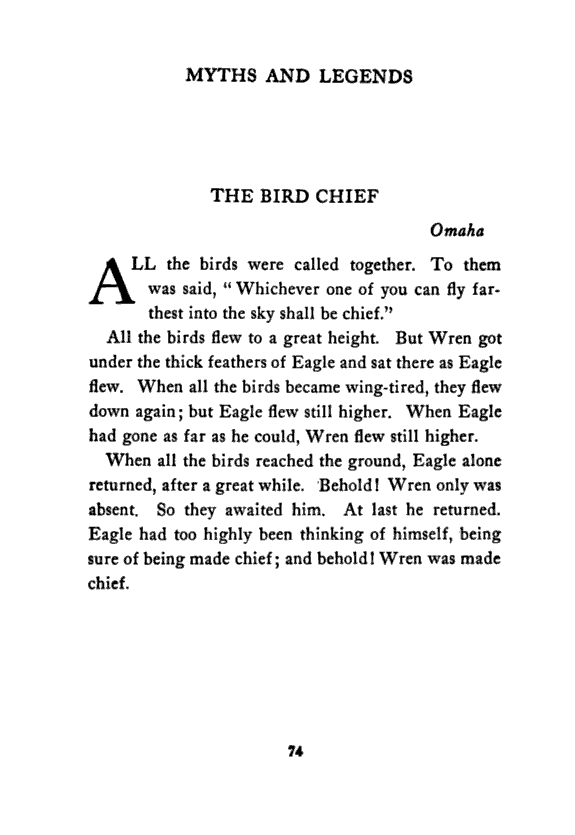 MYTHS AND LEGENDS
THE BIRD CHIEF
Omaha
ALL the birds were called together. To them
was said, “ Whichever one of you can fly far-
thest into the sky shall be chief.”
All the birds flew to a great height. But Wren got
under the thick feathers of Eagle and sat there as Eagle
flew. When all the birds became wing-tired, they flew
down again; but Eagle flew still higher. When Eagle
had gone as far as he could, Wren flew still higher.
When all the birds reached the ground, Eagle alone
returned, after a great while. Behold! Wren only was
absent. So they awaited him. At last he returned.
Eagle had too highly been thinking of himself, being
sure of being made chief; and behold! Wren was made
chief.
74